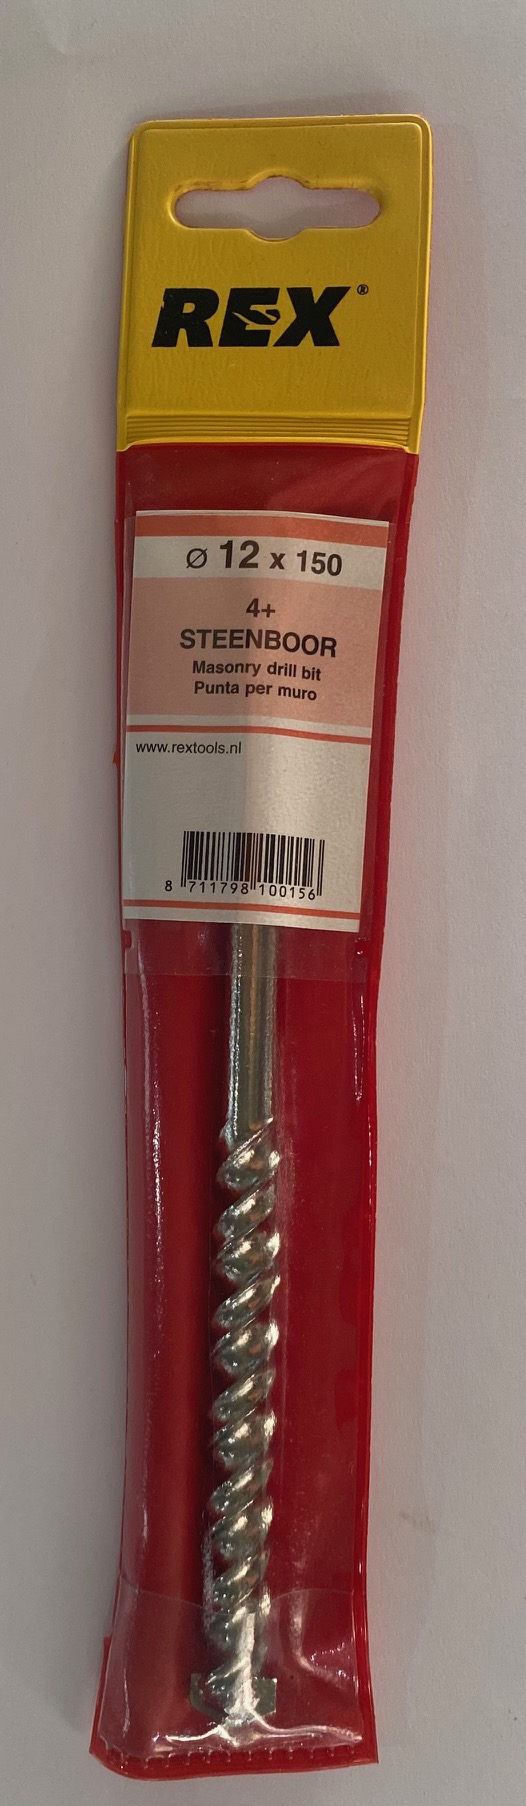 REX®
Ø 12 x 150
4+
STEENBOOR
Masonry drill bit
Punta per muro
www.rextools.nl
8 711798 100156